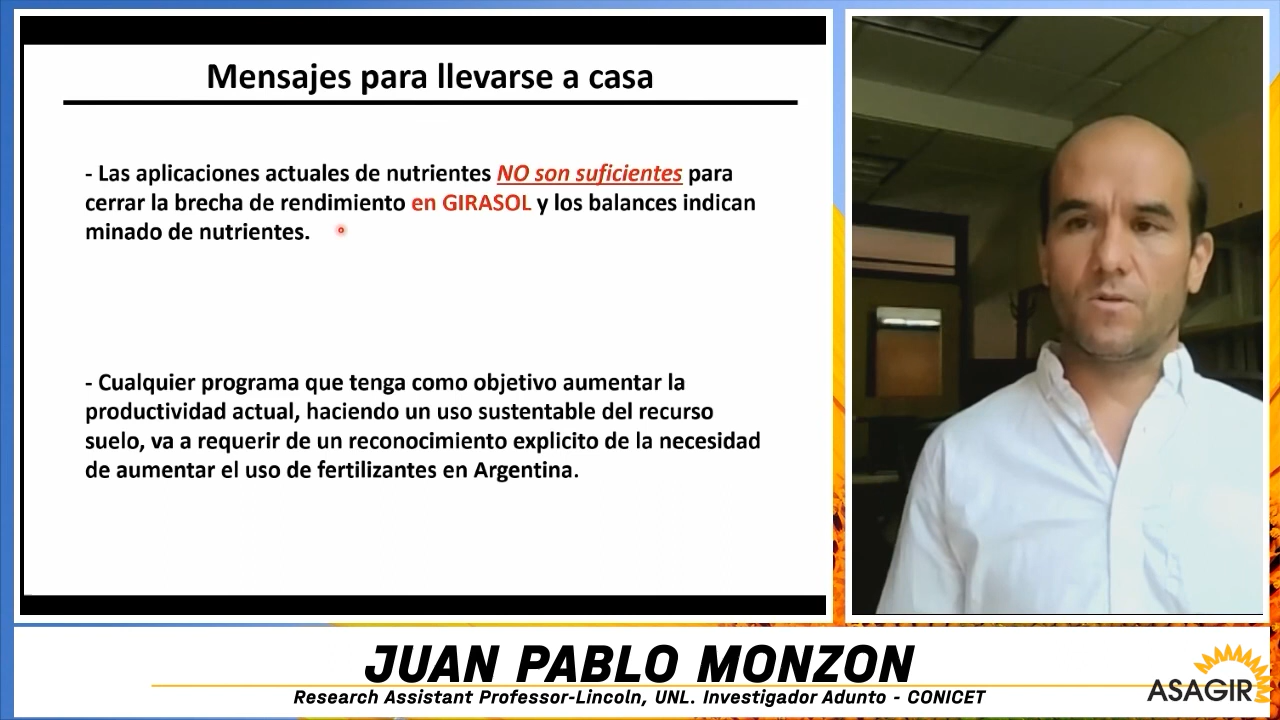 Mensajes para llevarse a casa
- Las aplicaciones actuales de nutrientes NO son suficientes para
cerrar la brecha de rendimiento en GIRASOL y los balances indican
minado de nutrientes.
- Cualquier programa que tenga como objetivo aumentar la
productividad actual, haciendo un uso sustentable del recurso
suelo, va a requerir de un reconocimiento explicito de la necesidad
de aumentar el uso de fertilizantes en Argentina.
JUAN PABLO MONZON
Research Assistant Professor-Lincoln, UNL. Investigador Adunto - CONICET
ASAGIR